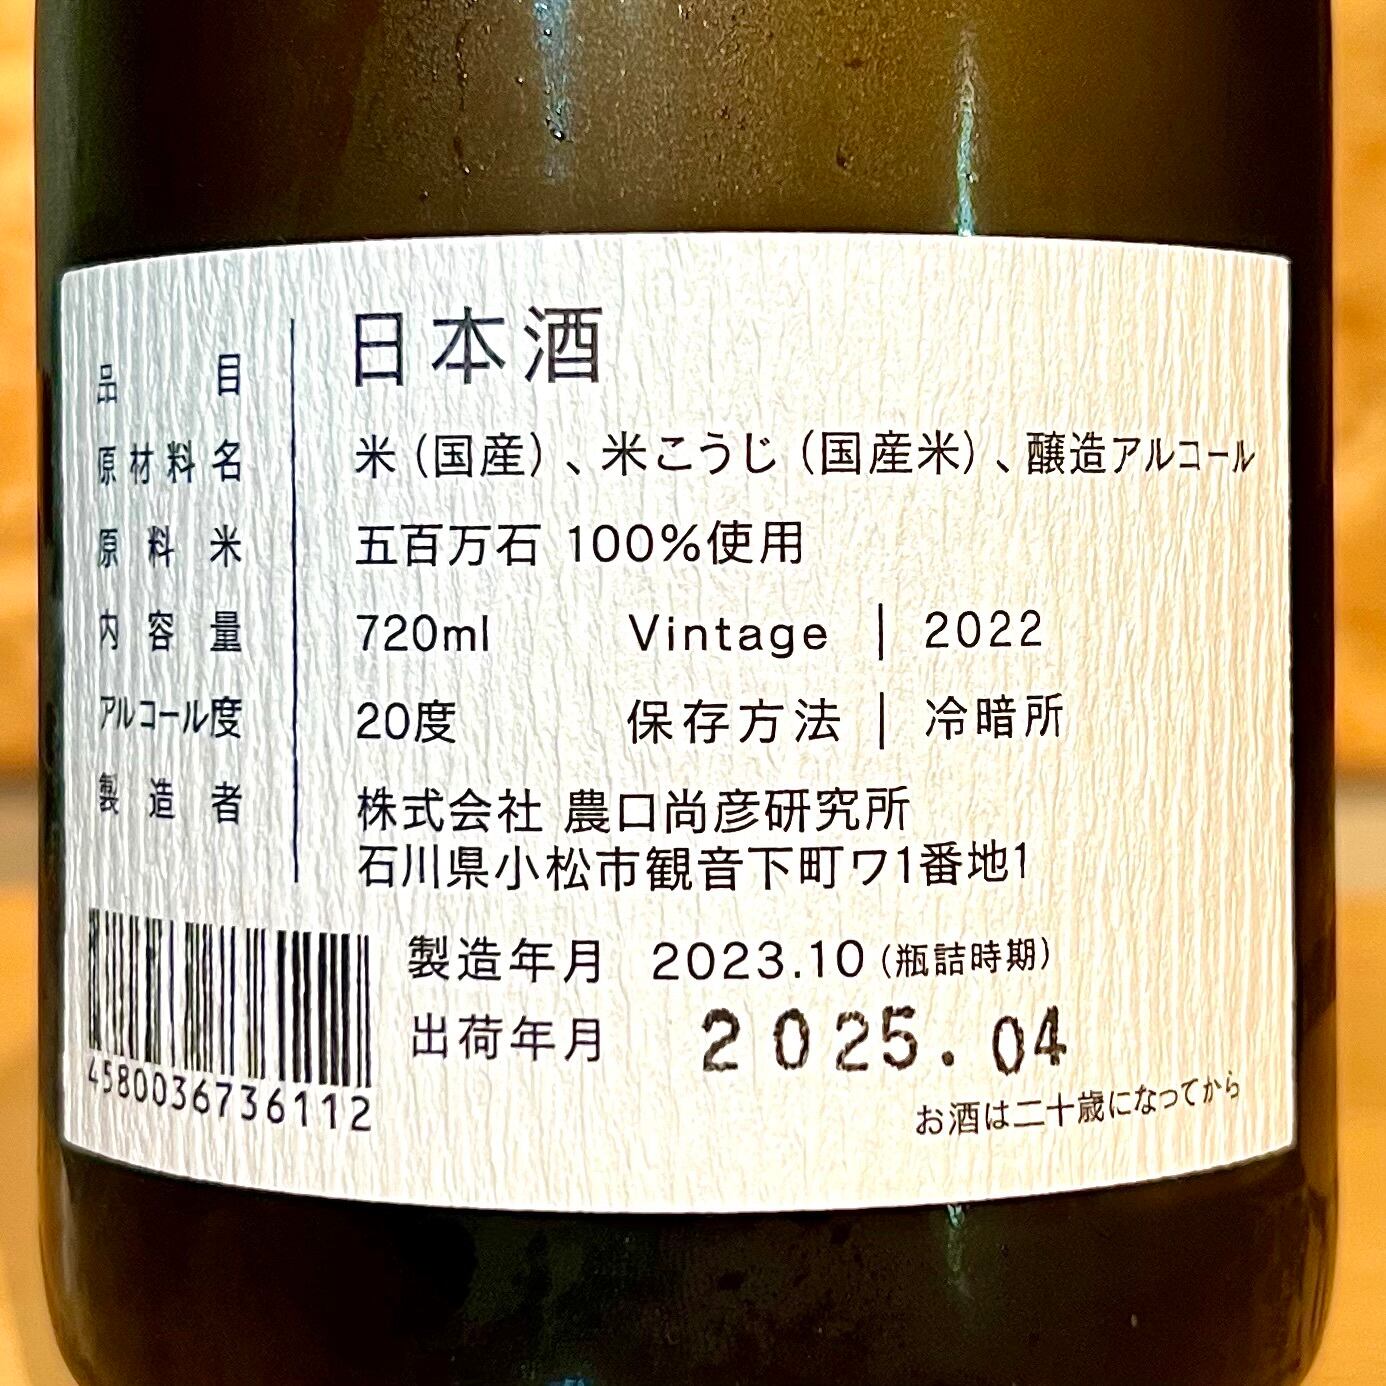 品目 日本酒
原材料名 米（国産）、米こうじ（国産米）、醸造アルコール
原料米 五百万石 100%使用
内容量 720ml Vintage | 2022
アルコール度 20度 保存方法 | 冷暗所
製造者 株式会社 農口尚彦研究所
石川県小松市観音下町ワ1番地1
製造年月 2023.10（瓶詰時期）
出荷年月 2025.04
4580036736112
お酒は二十歳になってから